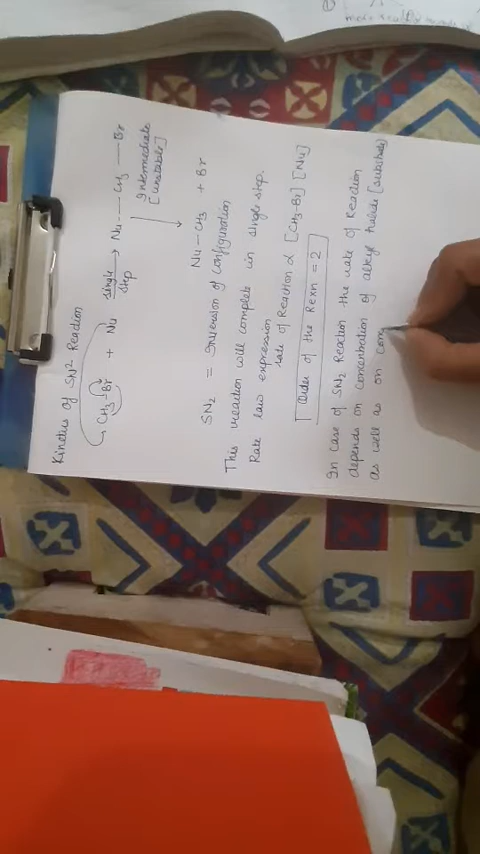 Kinetics of SN2 Reaction
CH3-Br + Nu single step → Nu --- CH3 --- Br
Intermediate
[unstable]
Nu - CH3 + Br
SN2 = Inversion of Configuration
This reaction will complete in single step.
Rate law expression
rate of Reaction ∝ [CH3-Br] [Nu]
Order of the Rexn = 2
In case of SN2 Reaction the rate of Reaction
depends on concentration of alkyl halide [substrate]
as well as on conc